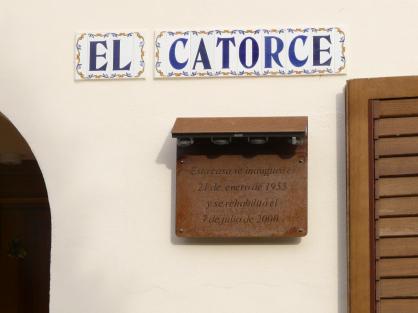 EL CATORCE
Esta casa se inauguró el
21 de enero de 1953
y se rehabilitó el
7 de julio de 2000